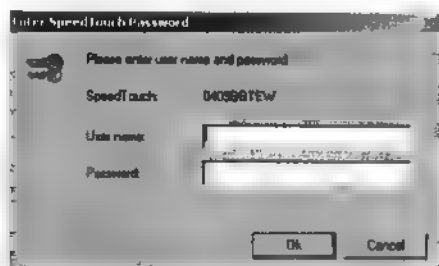 Enter SpeedTouch Password
Please enter user name and password
SpeedTouch:
User name:
Password:
Ok
Cancel